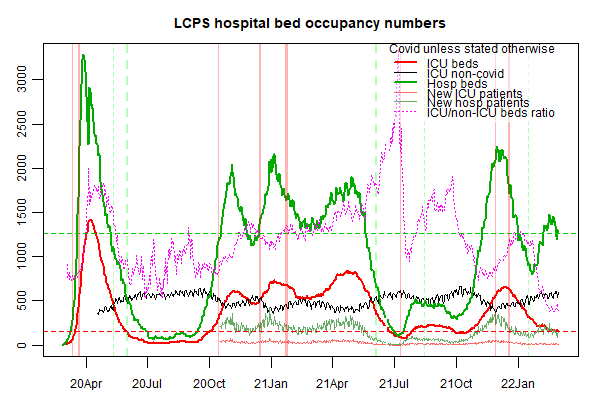 LCPS hospital bed occupancy numbers
Covid unless stated otherwise
ICU beds
ICU non-covid
Hosp beds
New ICU patients
New hosp patients
ICU/non-ICU beds ratio
3000
2500
2000
1500
1000
500
0
20Apr 20Jul 20Oct 21Jan 21Apr 21Jul 21Oct 22Jan